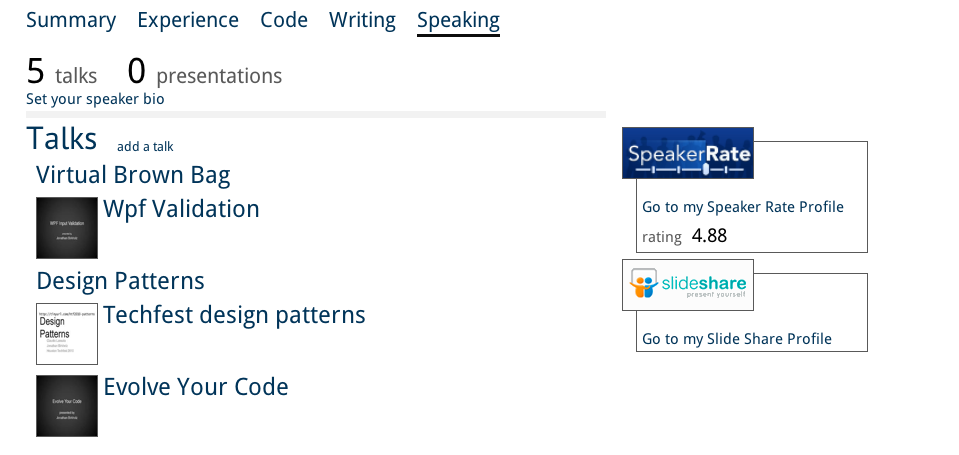 Summary Experience Code Writing Speaking
5 talks 0 presentations
Set your speaker bio
Talks add a talk
Virtual Brown Bag
WPF Input Validation
Wpf Validation
Design Patterns
Design
Patterns
Techfest design patterns
Evolve Your Code
presented by
Evolve Your Code
SpeakerRate
Go to my Speaker Rate Profile
rating 4.88
slideshare
present yourself
Go to my Slide Share Profile